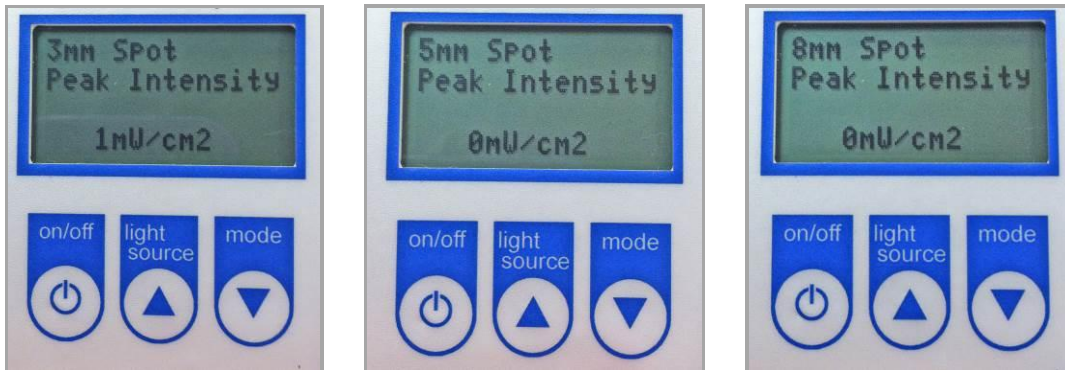 3mm Spot
Peak Intensity
1mW/cm2
on/off
light
source
mode
5mm Spot
Peak Intensity
0mW/cm2
on/off
light
source
mode
8mm Spot
Peak Intensity
0mW/cm2
on/off
light
source
mode